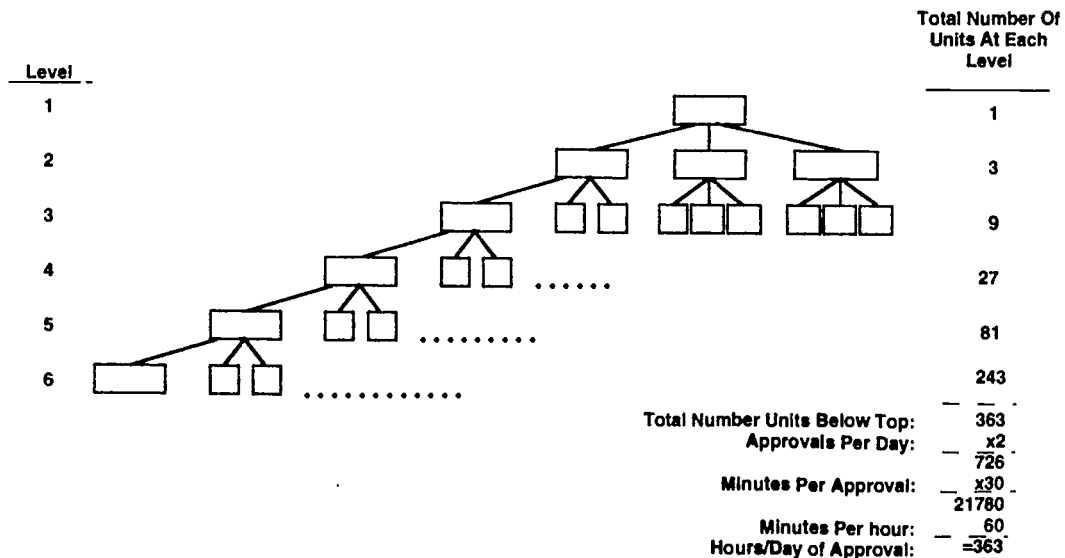 Total Number Of
Units At Each
Level
Level
1 1
2 3
3 9
4 27
5 81
6 243
Total Number Units Below Top: 363
Approvals Per Day: x2
726
Minutes Per Approval: x30
21780
Minutes Per hour: 60
Hours/Day of Approval: =363